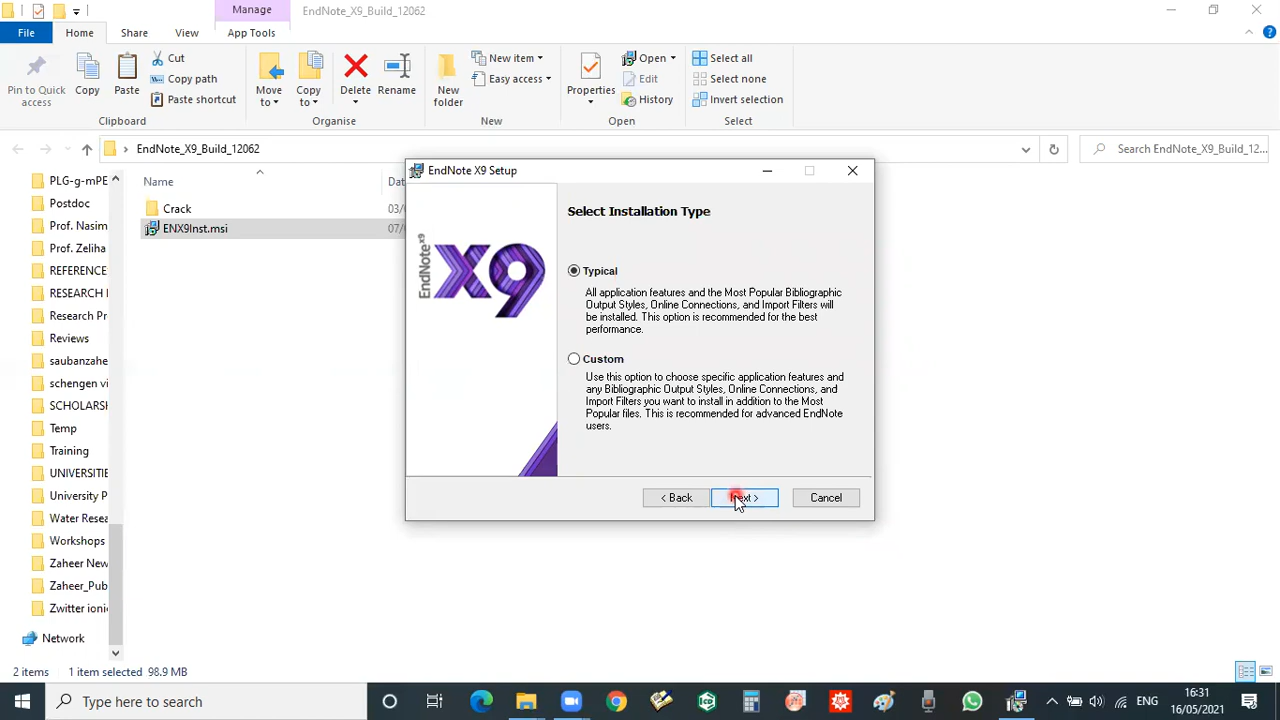 Manage
EndNote_X9_Build_12062
File
Home
Share
View
App Tools
Pin to Quick
access
Copy
Paste
Cut
Copy path
Paste shortcut
Clipboard
Move
to
Copy
to
Delete
Rename
Organise
New
folder
New item
Easy access
New
Properties
Open
Edit
History
Open
Select all
Select none
Invert selection
Select
EndNote_X9_Build_12062
Search EndNote_X9_Build_12...
PLG-g-mPE
Postdoc
Prof. Nasim
Prof. Zeliha
REFERENCE
RESEARCH
Research Pr
Reviews
saubanzahe
schengen vi
SCHOLARSH
Temp
Training
UNIVERSITIE
University P
Water Resea
Workshops
Zaheer New
Zaheer_Pub
Zwitter ioni
Network
Name
Dat
Crack
03/
ENX9Inst.msi
07/
EndNote X9 Setup
EndNote X9
X9
Select Installation Type
Typical
All application features and the Most Popular Bibliographic
Output Styles, Online Connections, and Import Filters will
be installed. This option is recommended for the best
performance.
Custom
Use this option to choose specific application features and
any Bibliographic Output Styles, Online Connections, and
Import Filters you want to install in addition to the Most
Popular files. This is recommended for advanced EndNote
users.
< Back
Next >
Cancel
2 items
1 item selected 98.9 MB
Type here to search
ENG
16:31
16/05/2021